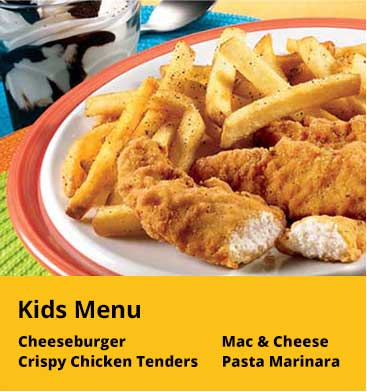 Kids Menu
Cheeseburger
Crispy Chicken Tenders
Mac & Cheese
Pasta Marinara